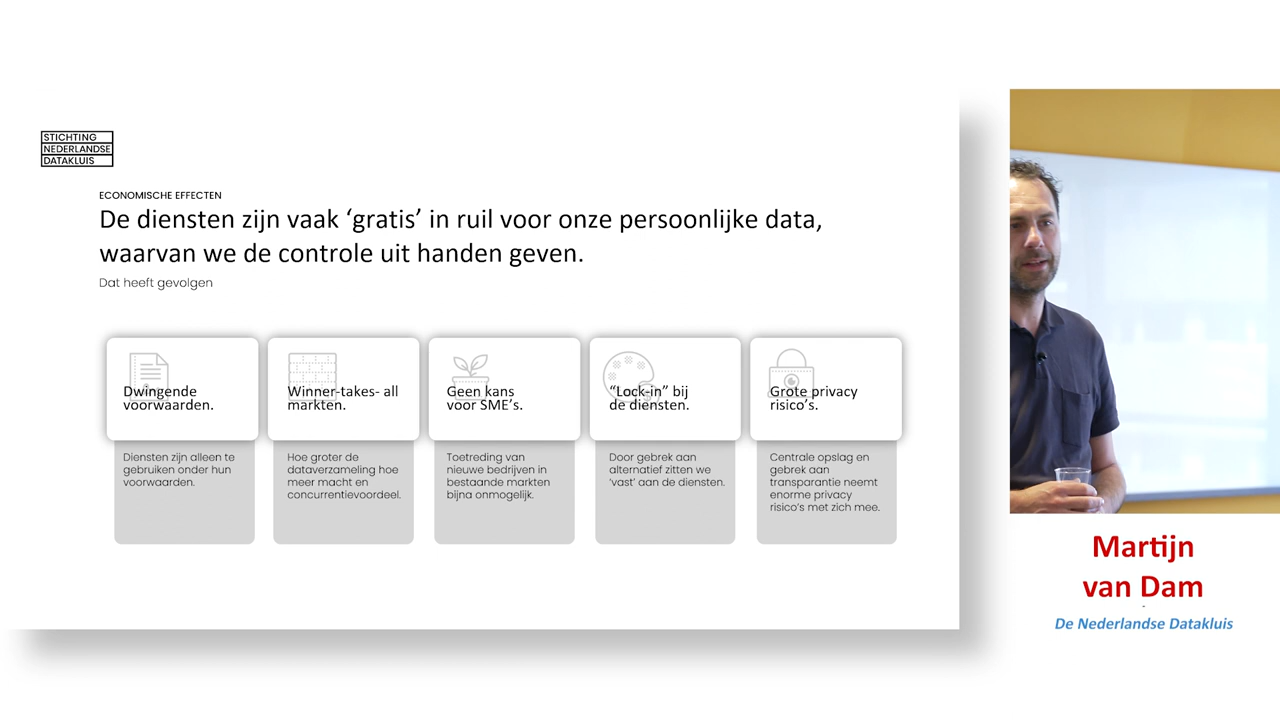 STICHTING
NEDERLANDSE
DATAKLUIS
ECONOMISCHE EFFECTEN
De diensten zijn vaak ‘gratis’ in ruil voor onze persoonlijke data,
waarvan we de controle uit handen geven.
Dat heeft gevolgen
Dwingende
voorwaarden.
Diensten zijn alleen te
gebruiken onder hun
voorwaarden.
Winner-takes- all
markten.
Hoe groter de
dataverzameling hoe
meer macht en
concurrentievoordeel.
Geen kans
voor SME’s.
Toetreding van
nieuwe bedrijven in
bestaande markten
bijna onmogelijk.
“Lock-in” bij
de diensten.
Door gebrek aan
alternatief zitten we
‘vast’ aan de diensten.
Grote privacy
risico’s.
Centrale opslag en
gebrek aan
transparantie neemt
enorme privacy
risico’s met zich mee.
Martijn
van Dam
De Nederlandse Datakluis